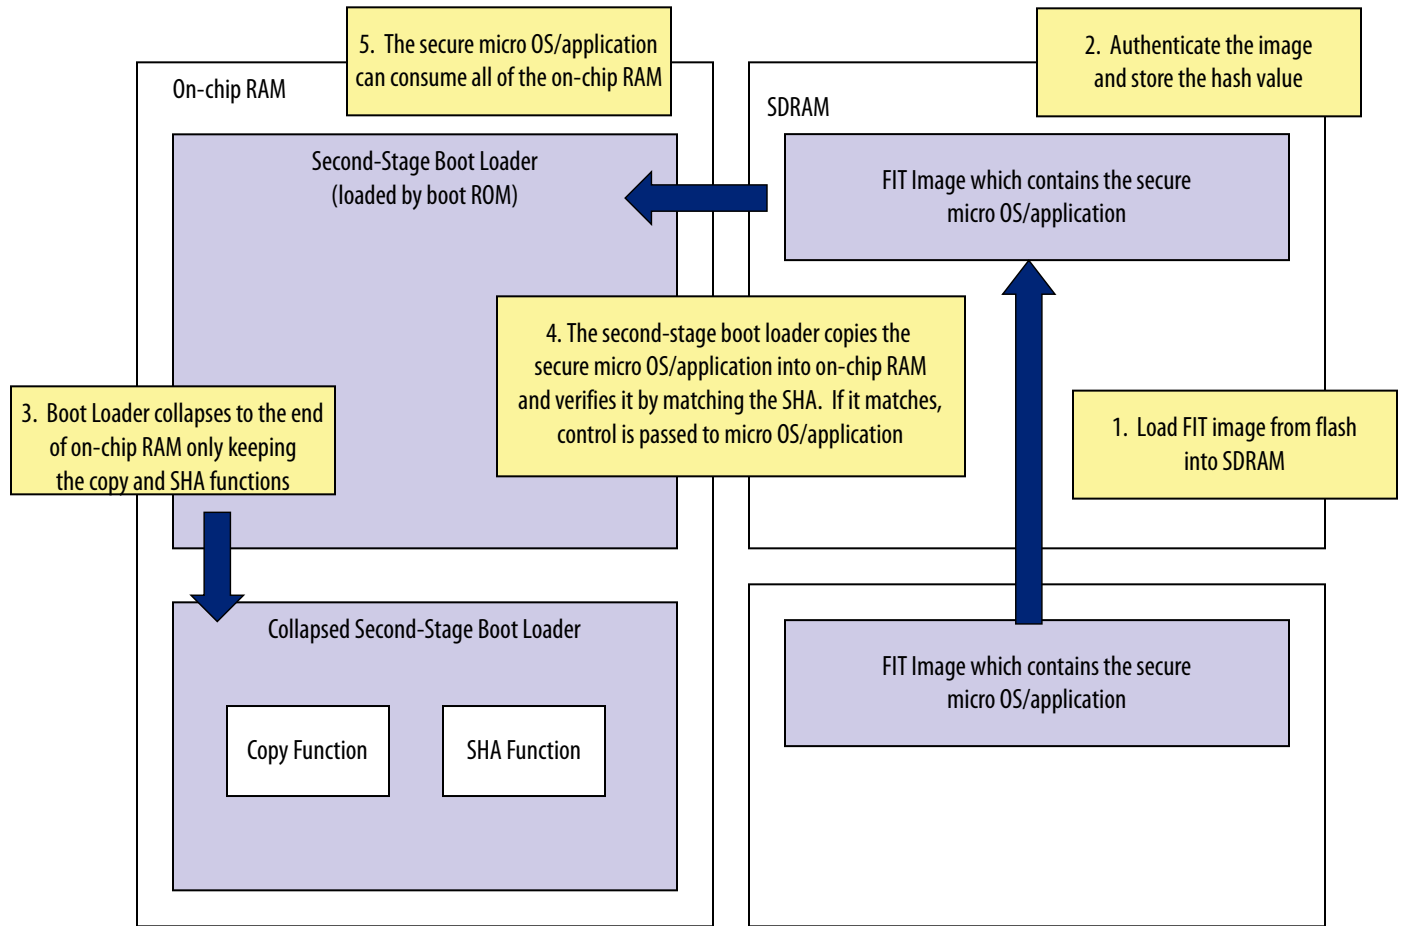 5. The secure micro OS/application
can consume all of the on-chip RAM
2. Authenticate the image
and store the hash value
On-chip RAM
SDRAM
Second-Stage Boot Loader
(loaded by boot ROM)
FIT Image which contains the secure
micro OS/application
4. The second-stage boot loader copies the
secure micro OS/application into on-chip RAM
and verifies it by matching the SHA. If it matches,
control is passed to micro OS/application
3. Boot Loader collapses to the end
of on-chip RAM only keeping
the copy and SHA functions
1. Load FIT image from flash
into SDRAM
Collapsed Second-Stage Boot Loader
Copy Function
SHA Function
FIT Image which contains the secure
micro OS/application